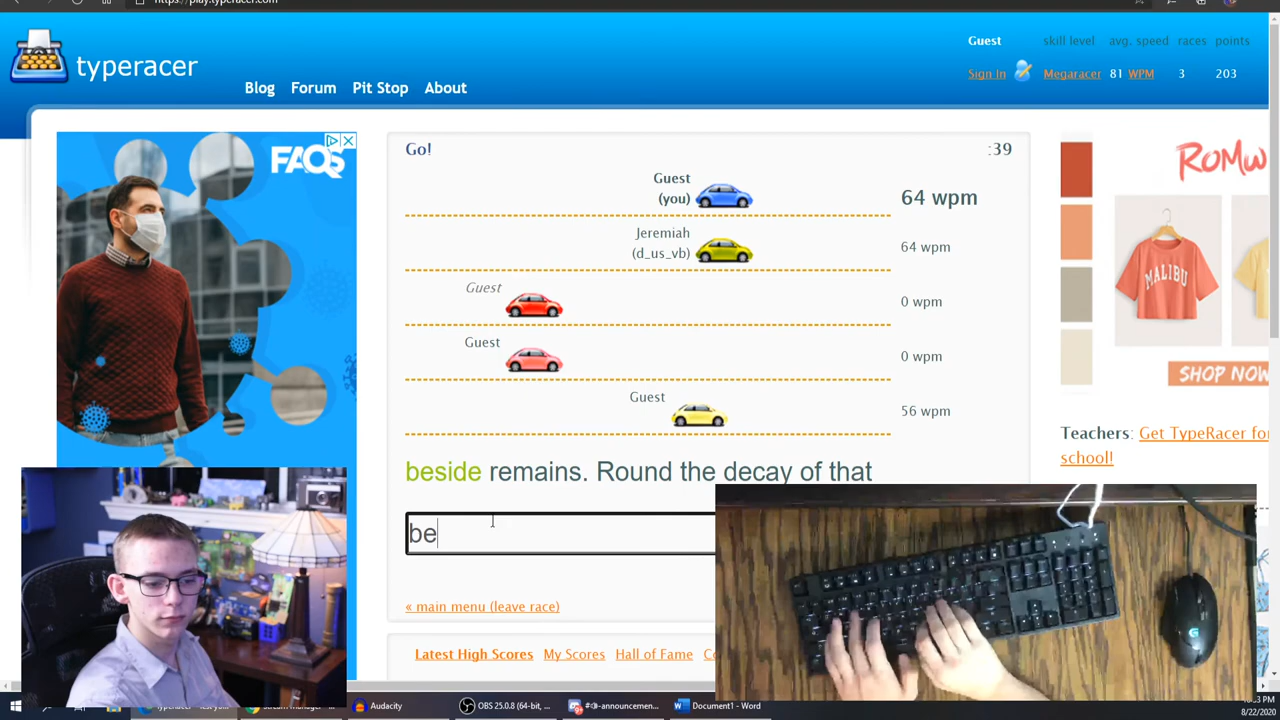 https://play.typeracer.com
typeracer
Blog Forum Pit Stop About
Guest skill level avg. speed races points
Sign In Megaracer 81 WPM 3 203
FAQs
Go! :39
Guest
(you) 64 wpm
Jeremiah
(d_us_vb) 64 wpm
Guest 0 wpm
Guest 0 wpm
Guest 56 wpm
beside remains. Round the decay of that
be
« main menu (leave race)
Latest High Scores My Scores Hall of Fame
ROMW
MALIBU
SHOP NOW
Teachers: Get TypeRacer for
school!
Audacity
OBS 25.0.8 (64-bit, ...
announcemen...
Document1 - Word
8/22/2020